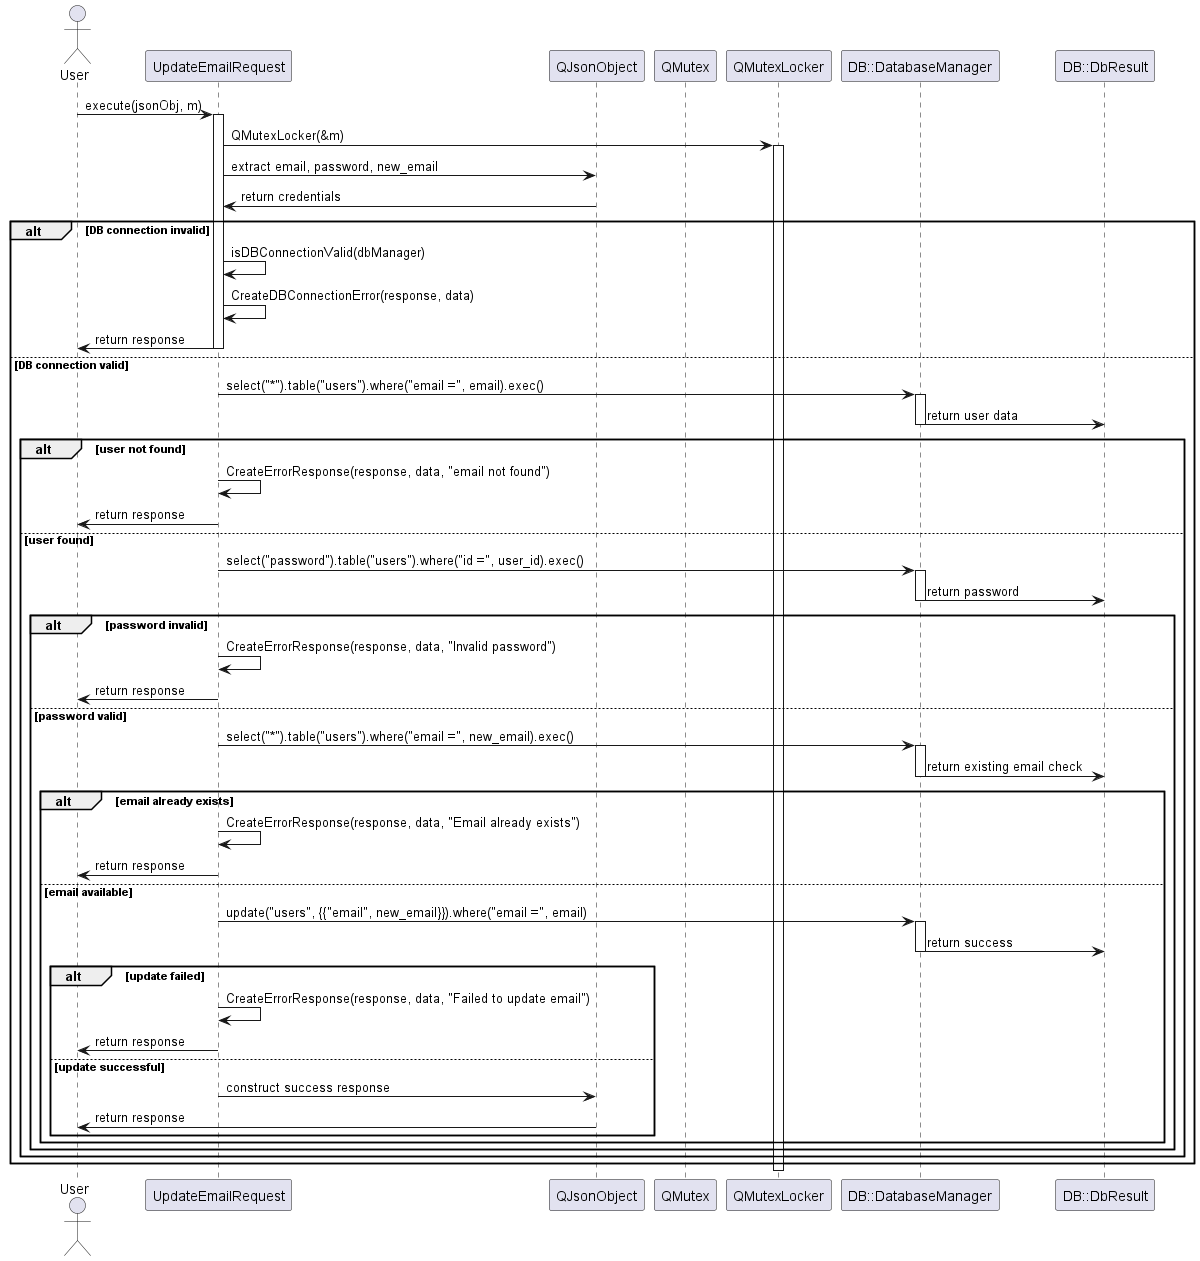 User
UpdateEmailRequest
QJsonObject
QMutex
QMutexLocker
DB::DatabaseManager
DB::DbResult
execute(jsonObj, m)
QMutexLocker(&m)
extract email, password, new_email
return credentials
alt
[DB connection invalid]
isDBConnectionValid(dbManager)
CreateDBConnectionError(response, data)
return response
[DB connection valid]
select("*").table("users").where("email =", email).exec()
return user data
alt
[user not found]
CreateErrorResponse(response, data, "email not found")
return response
[user found]
select("password").table("users").where("id =", user_id).exec()
return password
alt
[password invalid]
CreateErrorResponse(response, data, "Invalid password")
return response
[password valid]
select("*").table("users").where("email =", new_email).exec()
return existing email check
alt
[email already exists]
CreateErrorResponse(response, data, "Email already exists")
return response
[email available]
update("users", {{"email", new_email}}).where("email =", email)
return success
alt
[update failed]
CreateErrorResponse(response, data, "Failed to update email")
return response
[update successful]
construct success response
return response
User
UpdateEmailRequest
QJsonObject
QMutex
QMutexLocker
DB::DatabaseManager
DB::DbResult